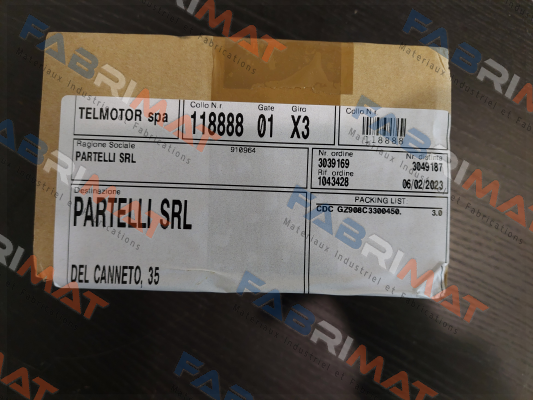 TELMOTOR spa
Collo N.r Gate Giro
118888 01 X3
Collo N.r
118888
Ragione Sociale 910964
PARTELLI SRL
Nr ordine
3039169
Rif ordine
1043428
3049187
06/02/2023
Destinazione
PARTELLI SRL
DEL CANNETO, 35
PACKING LIST
CDC GZ908C3300450. 3.0
FABRIMAT
Matériaux Industriel et Fabrications